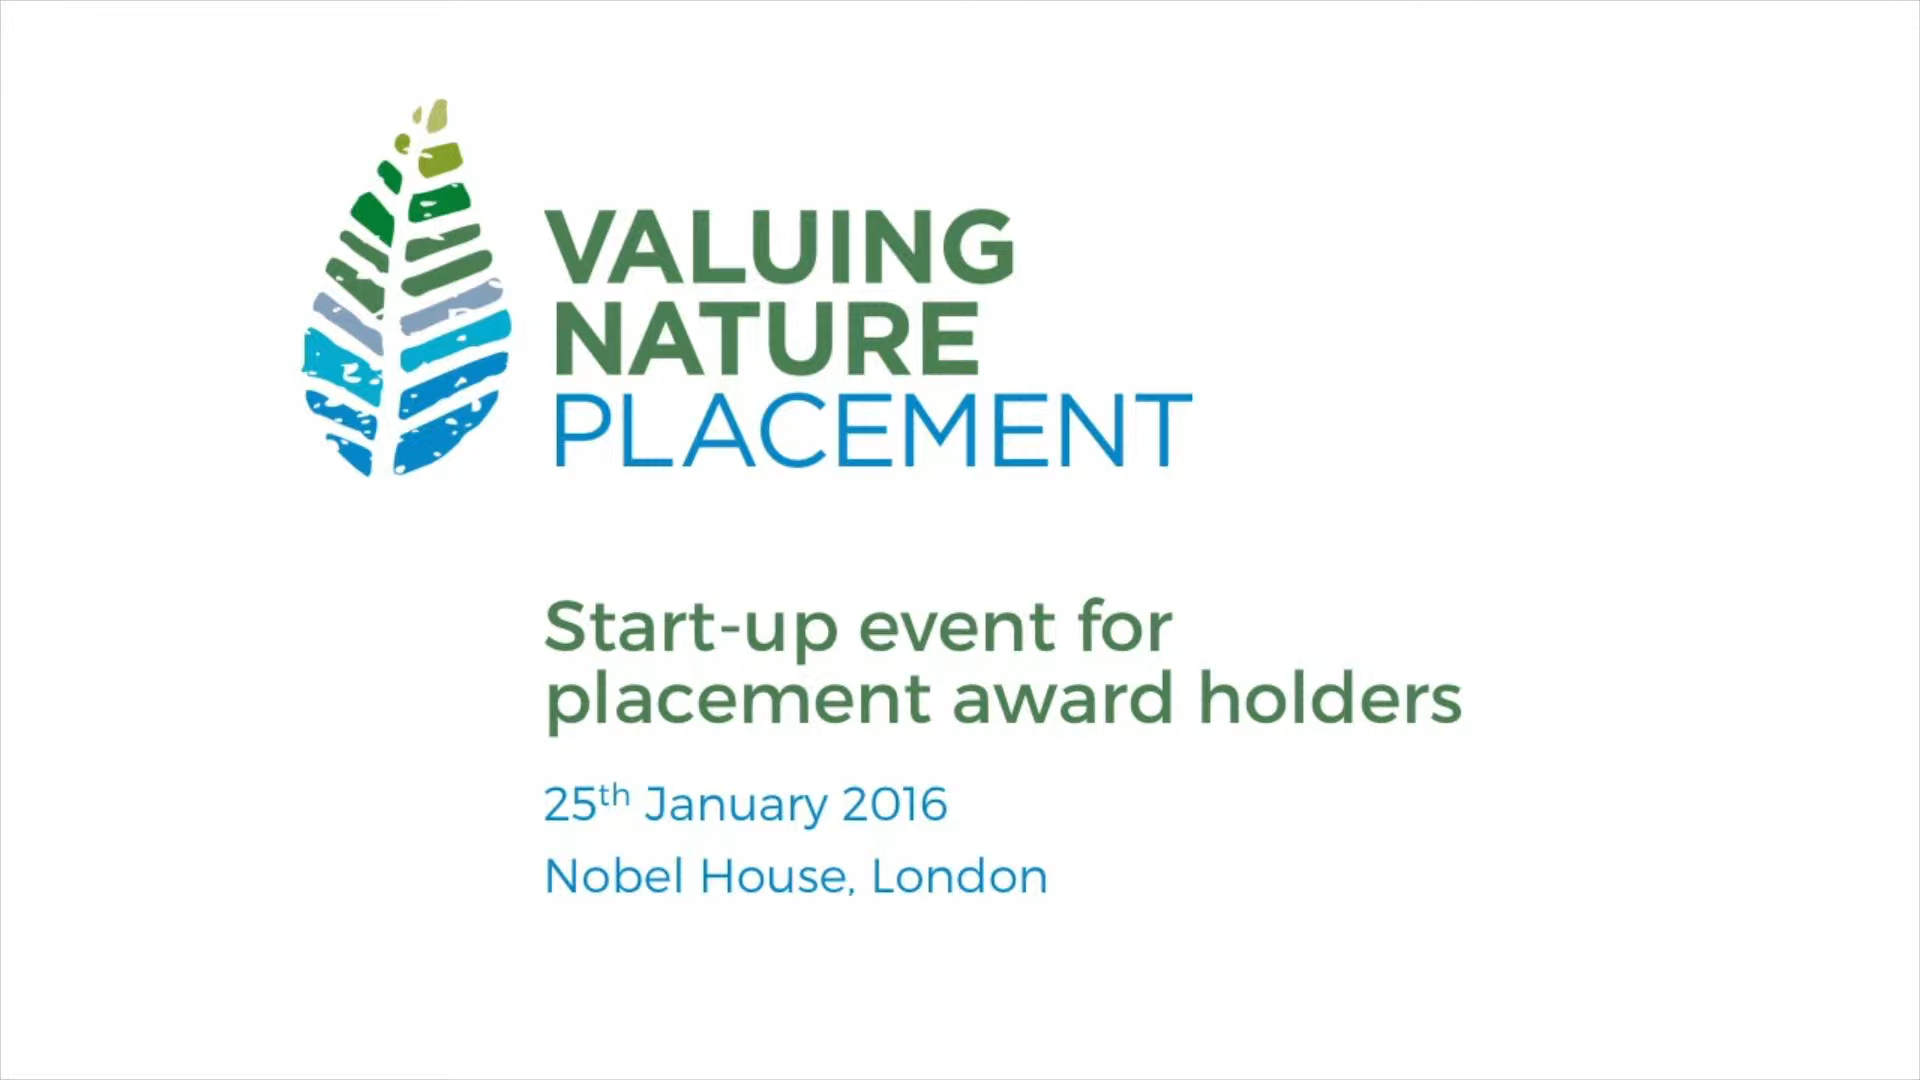 VALUING
NATURE
PLACEMENT
Start-up event for
placement award holders
25th January 2016
Nobel House, London